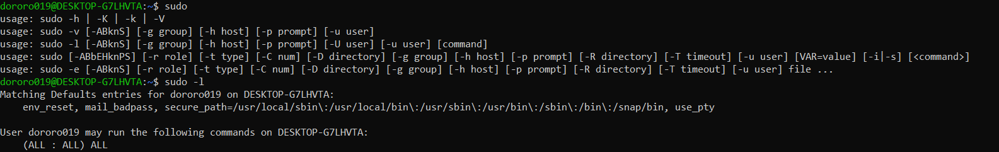 dororo019@DESKTOP-G7LHVTA:~$ sudo
usage: sudo -h | -K | -k | -V
usage: sudo -v [-ABknS] [-g group] [-h host] [-p prompt] [-u user]
usage: sudo -l [-ABknS] [-g group] [-h host] [-p prompt] [-U user] [-u user] [command]
usage: sudo [-ABbEHknPS] [-r role] [-t type] [-C num] [-D directory] [-g group] [-h host] [-p prompt] [-R directory] [-T timeout] [-u user] [VAR=value] [-i|-s] [<command>]
usage: sudo -e [-ABknS] [-r role] [-t type] [-C num] [-D directory] [-g group] [-h host] [-p prompt] [-R directory] [-T timeout] [-u user] file ...
dororo019@DESKTOP-G7LHVTA:~$ sudo -l
Matching Defaults entries for dororo019 on DESKTOP-G7LHVTA:
    env_reset, mail_badpass, secure_path=/usr/local/sbin\:/usr/local/bin\:/usr/sbin\:/usr/bin\:/sbin\:/bin\:/snap/bin, use_pty

User dororo019 may run the following commands on DESKTOP-G7LHVTA:
    (ALL : ALL) ALL